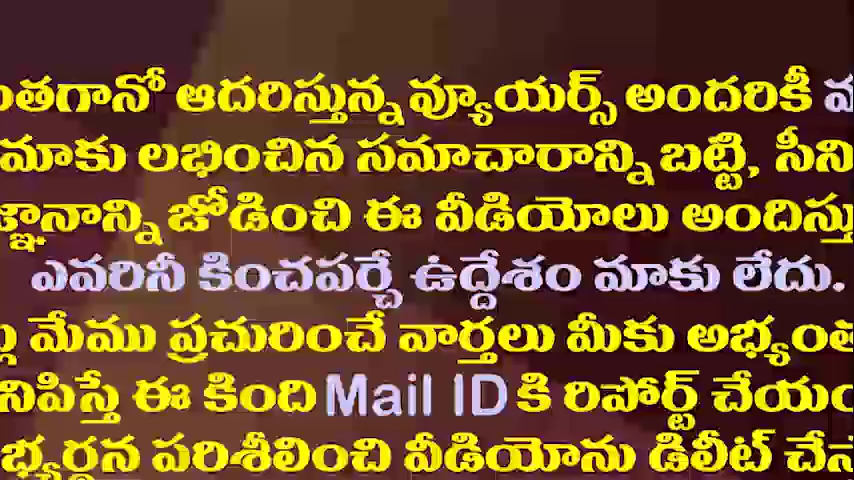 ఆదరిస్తున్న వ్యూయర్స్ అందరికీ
మాకు లభించిన సమాచారాన్ని బట్టి,
జోడించి ఈ వీడియోలు
ఎవరినీ కించపర్చే ఉద్దేశం మాకు లేదు.
మేము ప్రచురించే వార్తలు మీకు
ఈ కింది Mail ID కి రిపోర్ట్
పరిశీలించి వీడియోను డిలీట్